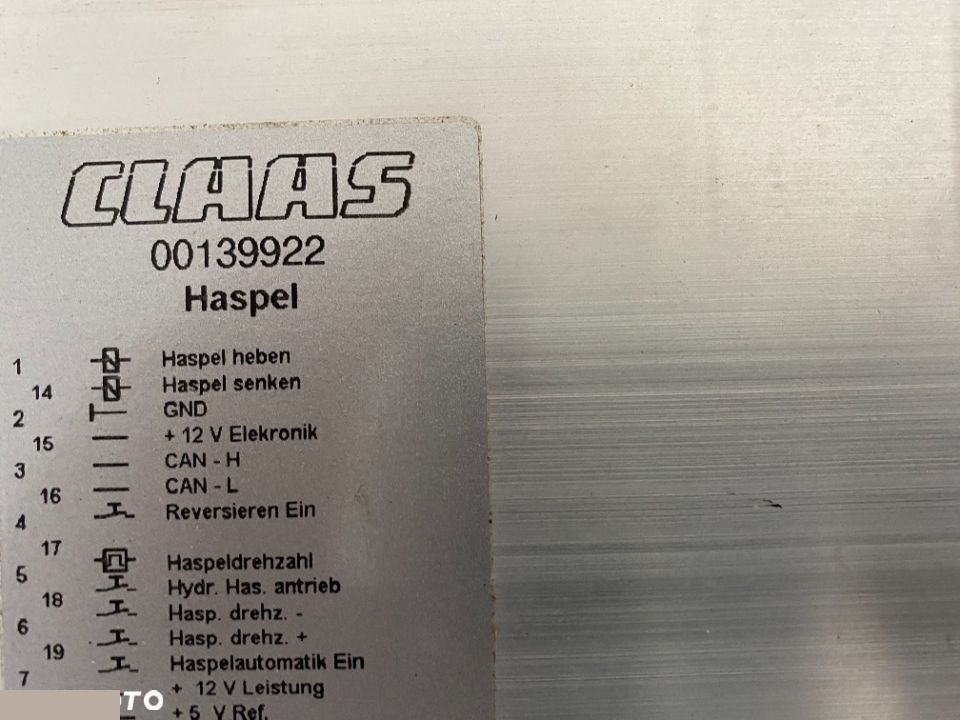 CLAAS
00139922
Haspel
1 Haspel heben
14 Haspel senken
2 GND
15 + 12 V Elekronik
3 CAN - H
16 CAN - L
4 Reversieren Ein
17
5 Haspeldrehzahl
18 Hydr. Has. antrieb
6 Hasp. drehz. -
19 Hasp. drehz. +
7 Haspelautomatik Ein
+ 12 V Leistung
+ 5 V Ref.